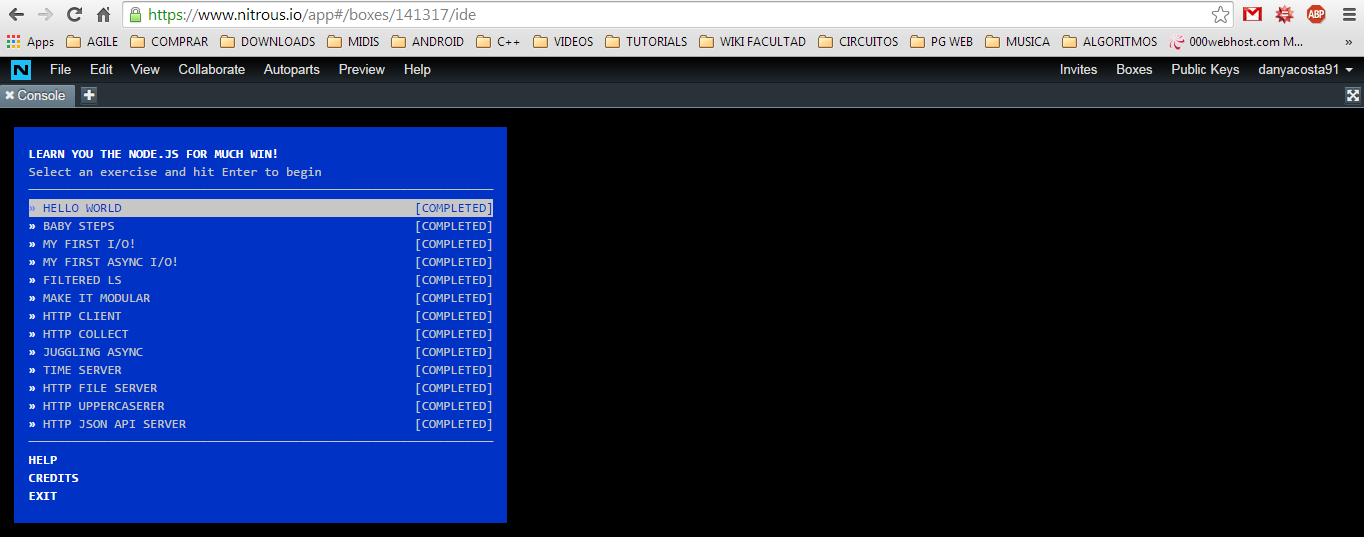 https://www.nitrous.io/app#/boxes/141317/ide
ABP
Apps AGILE COMPRAR DOWNLOADS MIDIS ANDROID C++ VIDEOS TUTORIALS WIKI FACULTAD CIRCUITOS PG WEB MUSICA ALGORITMOS 000webhost.com M... »
N File Edit View Collaborate Autoparts Preview Help Invites Boxes Public Keys danyacosta91
Console
LEARN YOU THE NODE.JS FOR MUCH WIN!
Select an exercise and hit Enter to begin
» HELLO WORLD [COMPLETED]
» BABY STEPS [COMPLETED]
» MY FIRST I/O! [COMPLETED]
» MY FIRST ASYNC I/O! [COMPLETED]
» FILTERED LS [COMPLETED]
» MAKE IT MODULAR [COMPLETED]
» HTTP CLIENT [COMPLETED]
» HTTP COLLECT [COMPLETED]
» JUGGLING ASYNC [COMPLETED]
» TIME SERVER [COMPLETED]
» HTTP FILE SERVER [COMPLETED]
» HTTP UPPERCASERER [COMPLETED]
» HTTP JSON API SERVER [COMPLETED]
HELP
CREDITS
EXIT